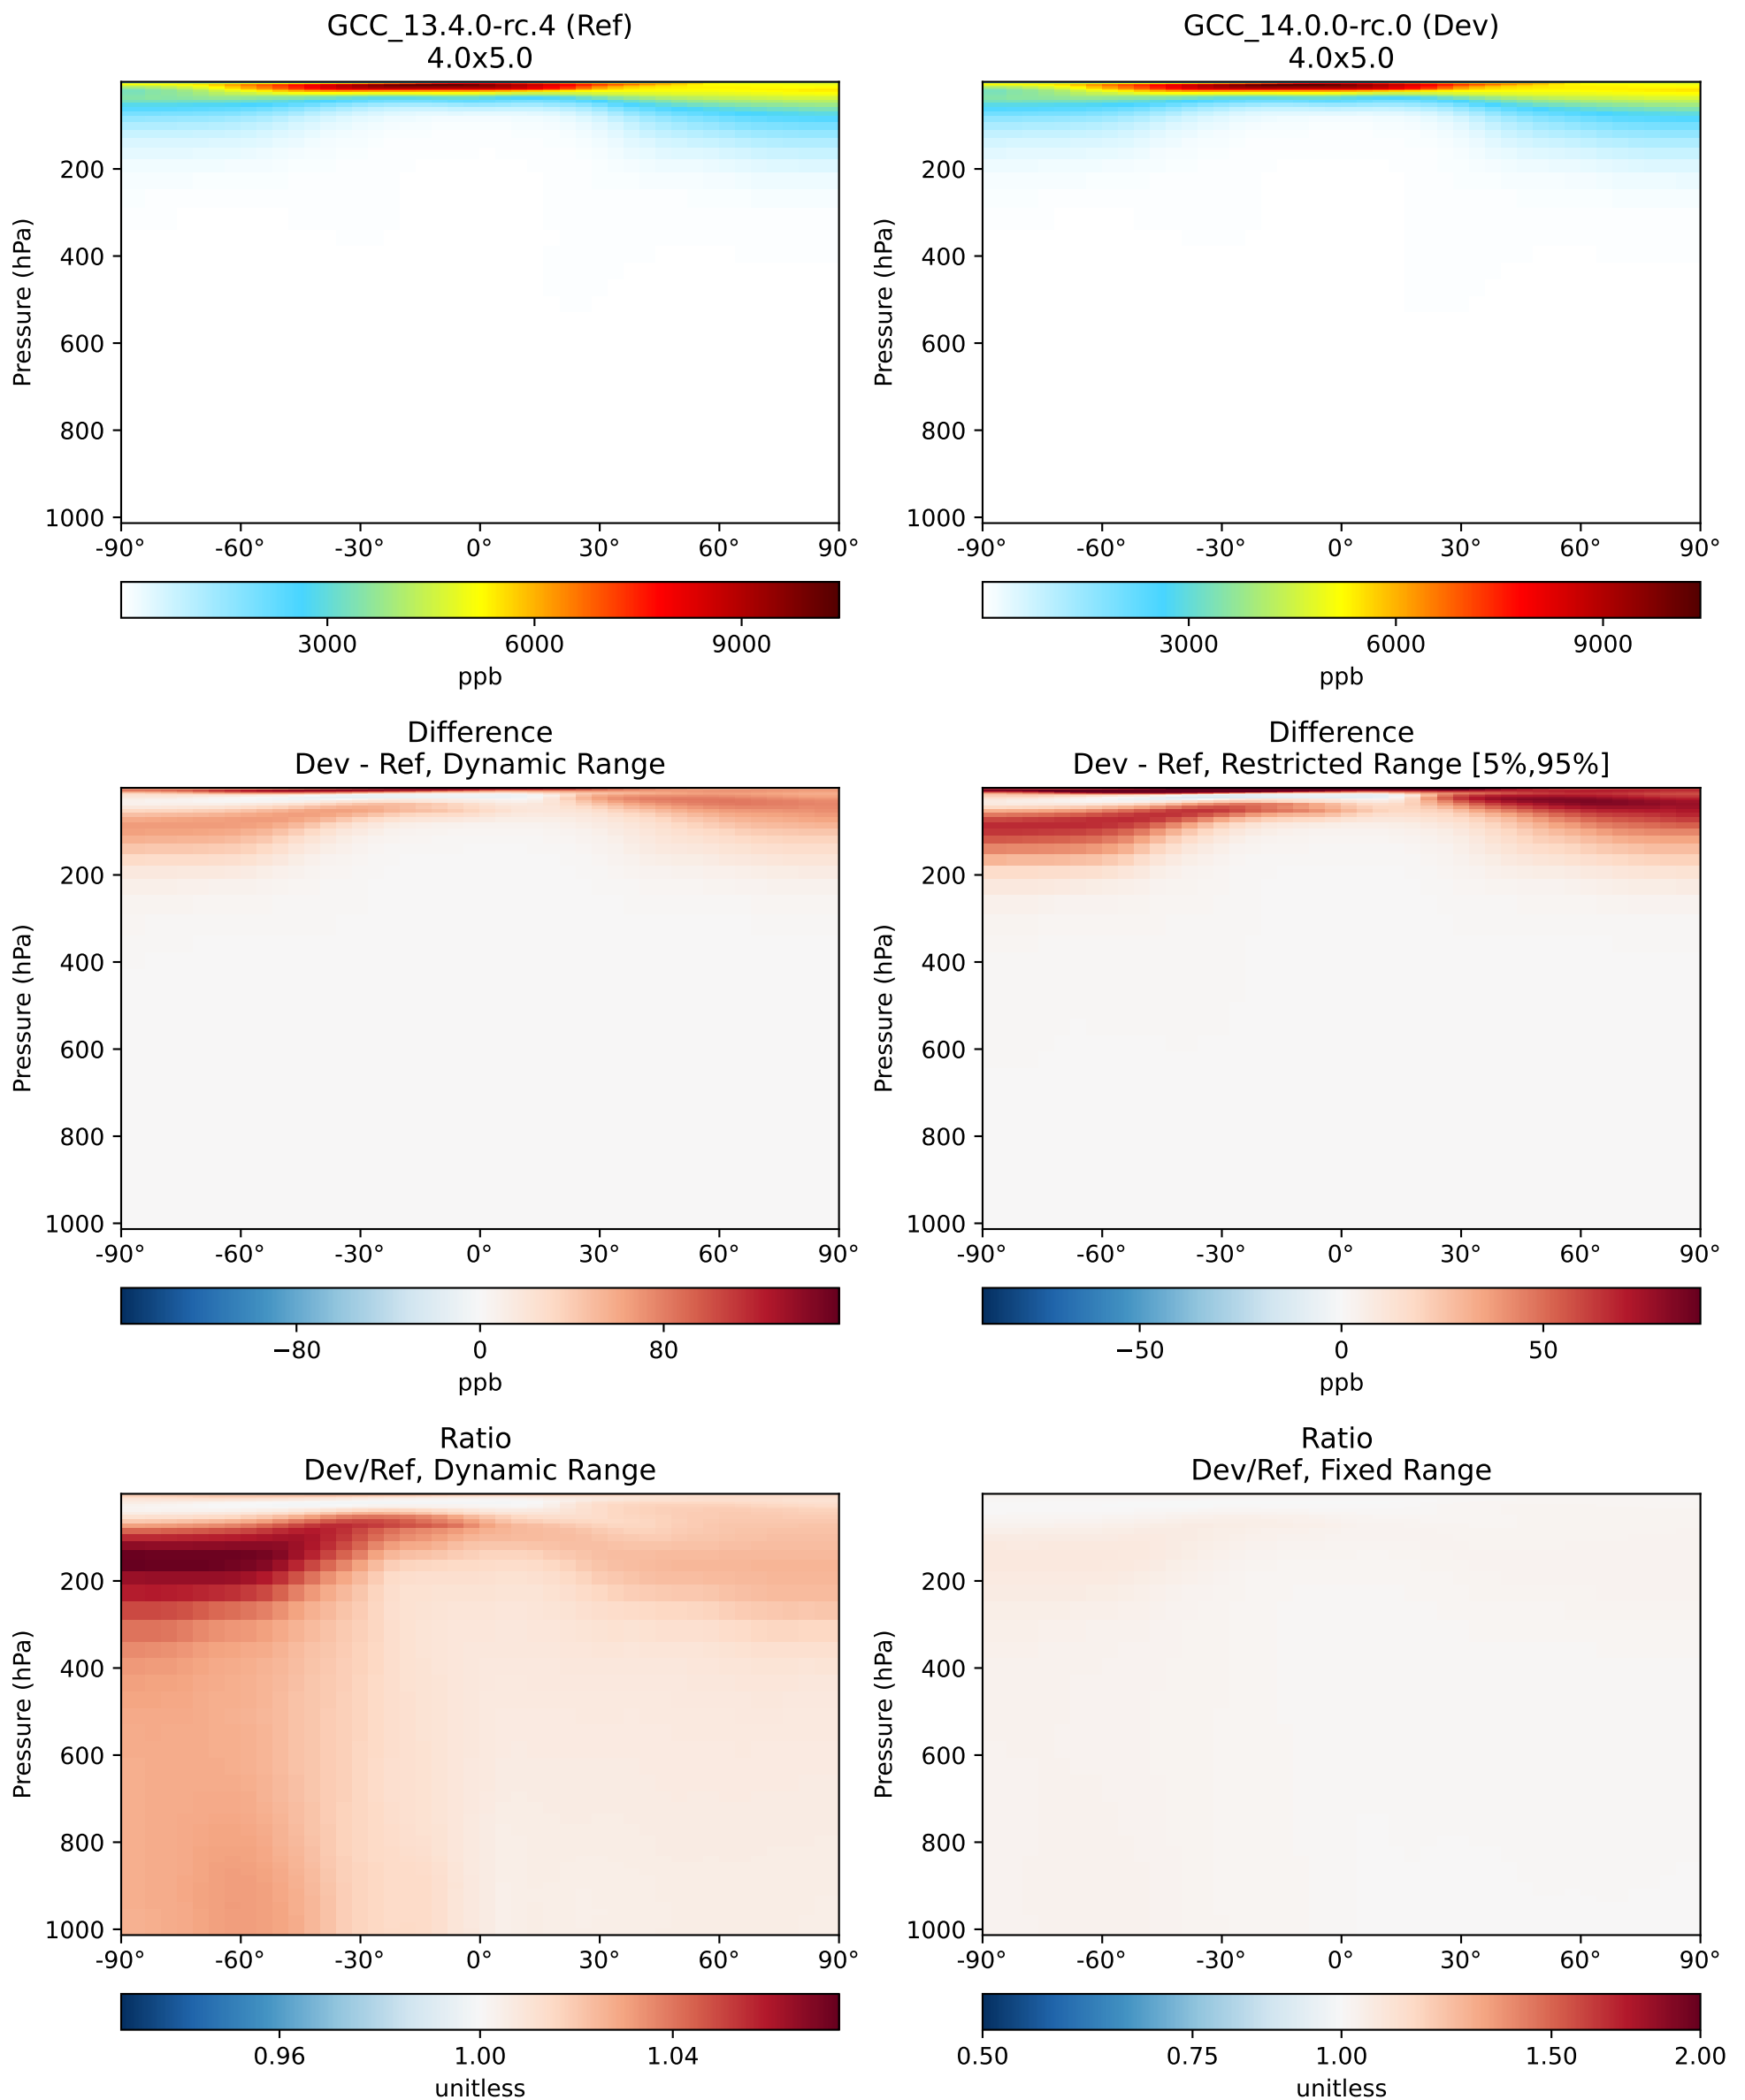 GCC_13.4.0-rc.4 (Ref)
4.0x5.0
Pressure (hPa)
200
400
600
800
1000
-90° -60° -30° 0° 30° 60° 90°
3000 6000 9000
ppb
GCC_14.0.0-rc.0 (Dev)
4.0x5.0
Pressure (hPa)
200
400
600
800
1000
-90° -60° -30° 0° 30° 60° 90°
3000 6000 9000
ppb
Difference
Dev - Ref, Dynamic Range
Pressure (hPa)
200
400
600
800
1000
-90° -60° -30° 0° 30° 60° 90°
−80 0 80
ppb
Difference
Dev - Ref, Restricted Range [5%,95%]
Pressure (hPa)
200
400
600
800
1000
-90° -60° -30° 0° 30° 60° 90°
−50 0 50
ppb
Ratio
Dev/Ref, Dynamic Range
Pressure (hPa)
200
400
600
800
1000
-90° -60° -30° 0° 30° 60° 90°
0.96 1.00 1.04
unitless
Ratio
Dev/Ref, Fixed Range
Pressure (hPa)
200
400
600
800
1000
-90° -60° -30° 0° 30° 60° 90°
0.50 0.75 1.00 1.50 2.00
unitless